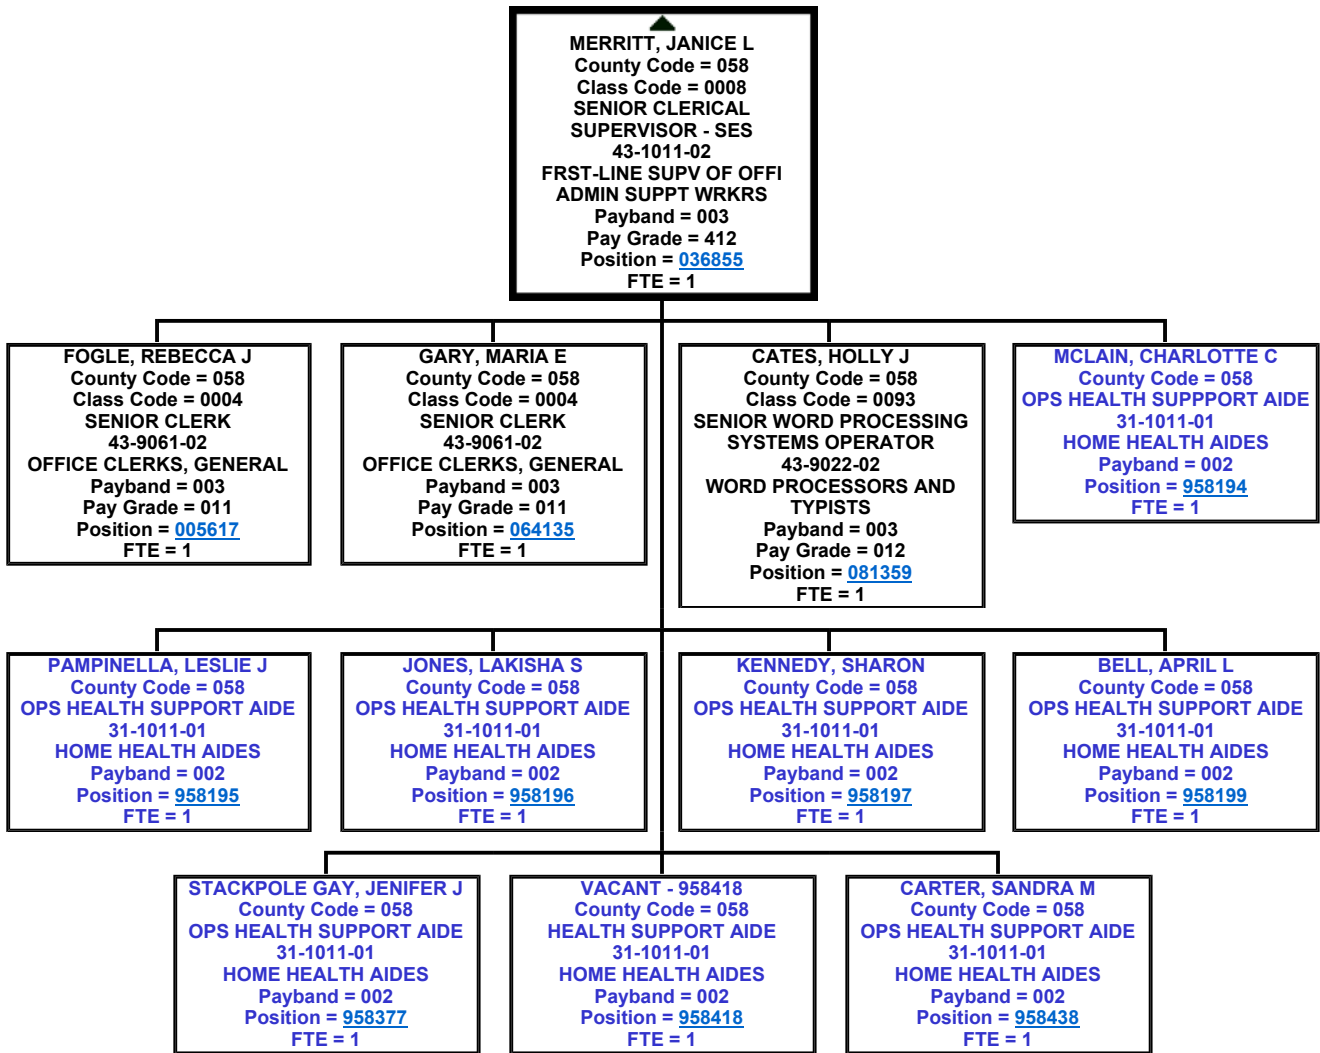 MERRITT, JANICE L
County Code = 058
Class Code = 0008
SENIOR CLERICAL
SUPERVISOR - SES
43-1011-02
FRST-LINE SUPV OF OFFI
ADMIN SUPPT WRKRS
Payband = 003
Pay Grade = 412
Position = 036855
FTE = 1
FOGLE, REBECCA J
County Code = 058
Class Code = 0004
SENIOR CLERK
43-9061-02
OFFICE CLERKS, GENERAL
Payband = 003
Pay Grade = 011
Position = 005617
FTE = 1
GARY, MARIA E
County Code = 058
Class Code = 0004
SENIOR CLERK
43-9061-02
OFFICE CLERKS, GENERAL
Payband = 003
Pay Grade = 011
Position = 064135
FTE = 1
CATES, HOLLY J
County Code = 058
Class Code = 0093
SENIOR WORD PROCESSING
SYSTEMS OPERATOR
43-9022-02
WORD PROCESSORS AND
TYPISTS
Payband = 003
Pay Grade = 012
Position = 081359
FTE = 1
MCLAIN, CHARLOTTE C
County Code = 058
OPS HEALTH SUPPPORT AIDE
31-1011-01
HOME HEALTH AIDES
Payband = 002
Position = 958194
FTE = 1
PAMPINELLA, LESLIE J
County Code = 058
OPS HEALTH SUPPORT AIDE
31-1011-01
HOME HEALTH AIDES
Payband = 002
Position = 958195
FTE = 1
JONES, LAKISHA S
County Code = 058
OPS HEALTH SUPPORT AIDE
31-1011-01
HOME HEALTH AIDES
Payband = 002
Position = 958196
FTE = 1
KENNEDY, SHARON
County Code = 058
OPS HEALTH SUPPORT AIDE
31-1011-01
HOME HEALTH AIDES
Payband = 002
Position = 958197
FTE = 1
BELL, APRIL L
County Code = 058
OPS HEALTH SUPPORT AIDE
31-1011-01
HOME HEALTH AIDES
Payband = 002
Position = 958199
FTE = 1
STACKPOLE GAY, JENIFER J
County Code = 058
OPS HEALTH SUPPORT AIDE
31-1011-01
HOME HEALTH AIDES
Payband = 002
Position = 958377
FTE = 1
VACANT - 958418
County Code = 058
HEALTH SUPPORT AIDE
31-1011-01
HOME HEALTH AIDES
Payband = 002
Position = 958418
FTE = 1
CARTER, SANDRA M
County Code = 058
OPS HEALTH SUPPORT AIDE
31-1011-01
HOME HEALTH AIDES
Payband = 002
Position = 958438
FTE = 1